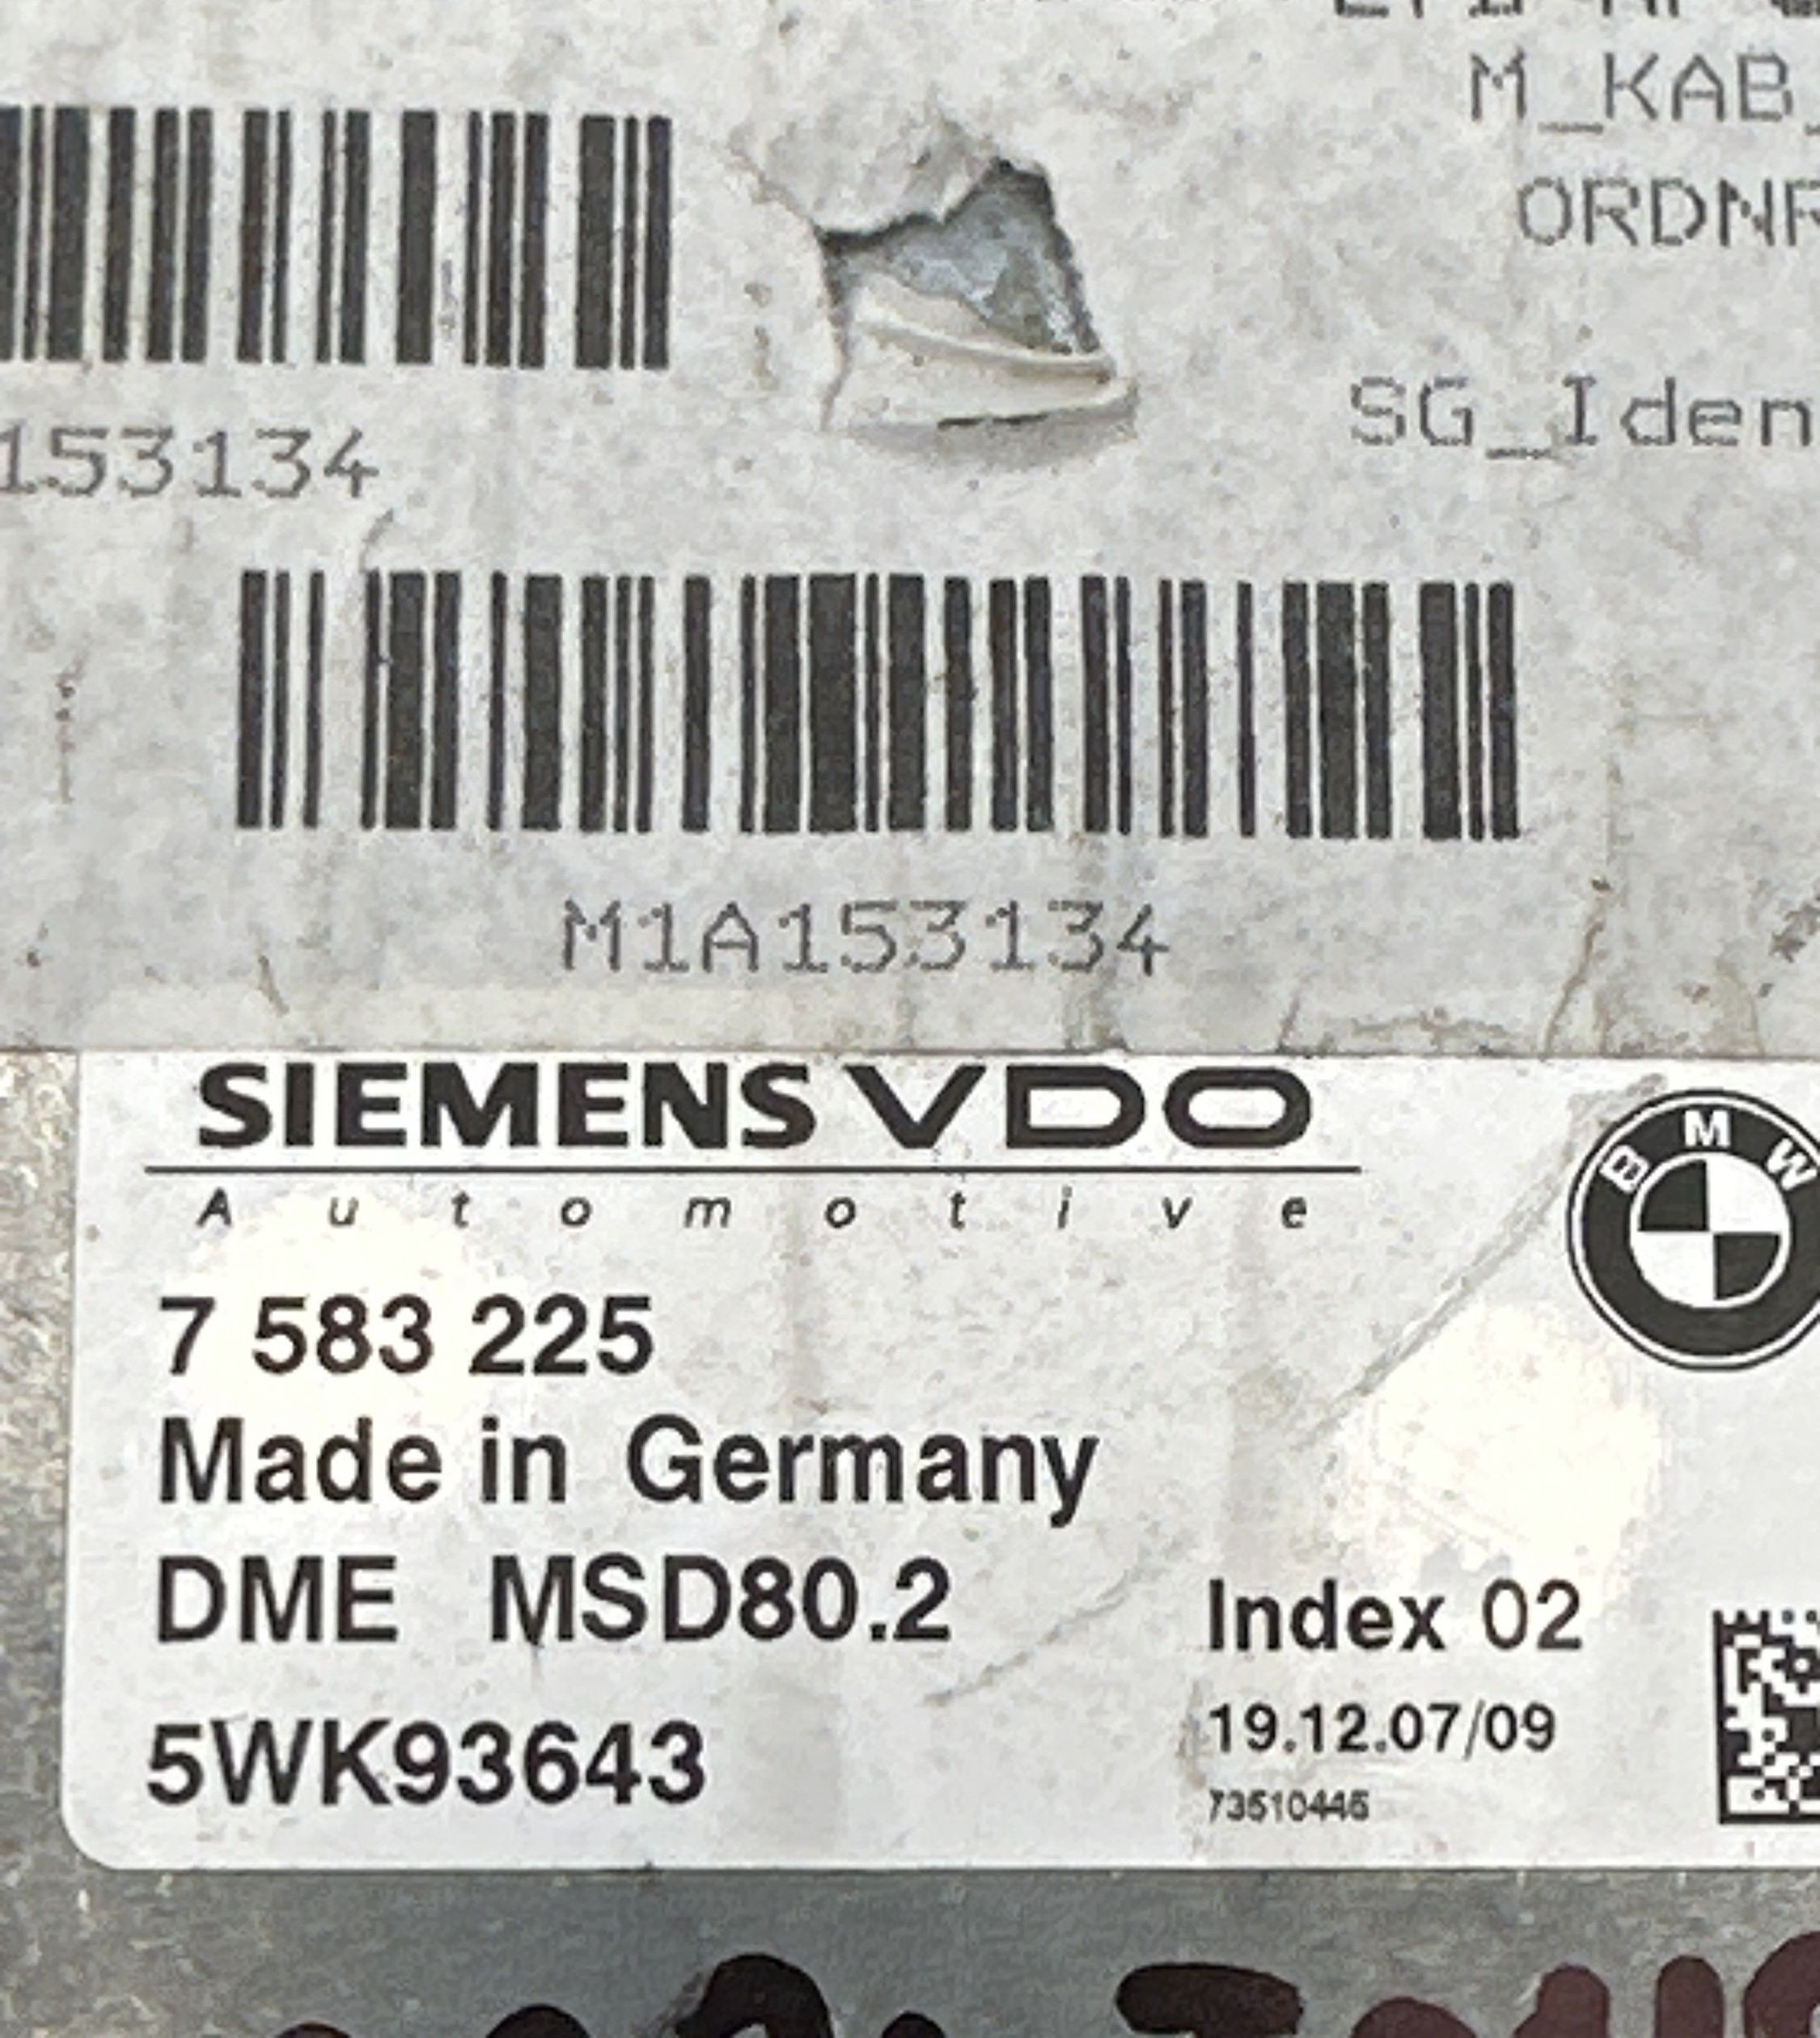 M_KAB_
ORDNR
153134
SG_Iden
M1A153134
SIEMENS VDO
Automotive
BMW
7 583 225
Made in Germany
DME MSD80.2
Index 02
5WK93643
19.12.07/09
73510446